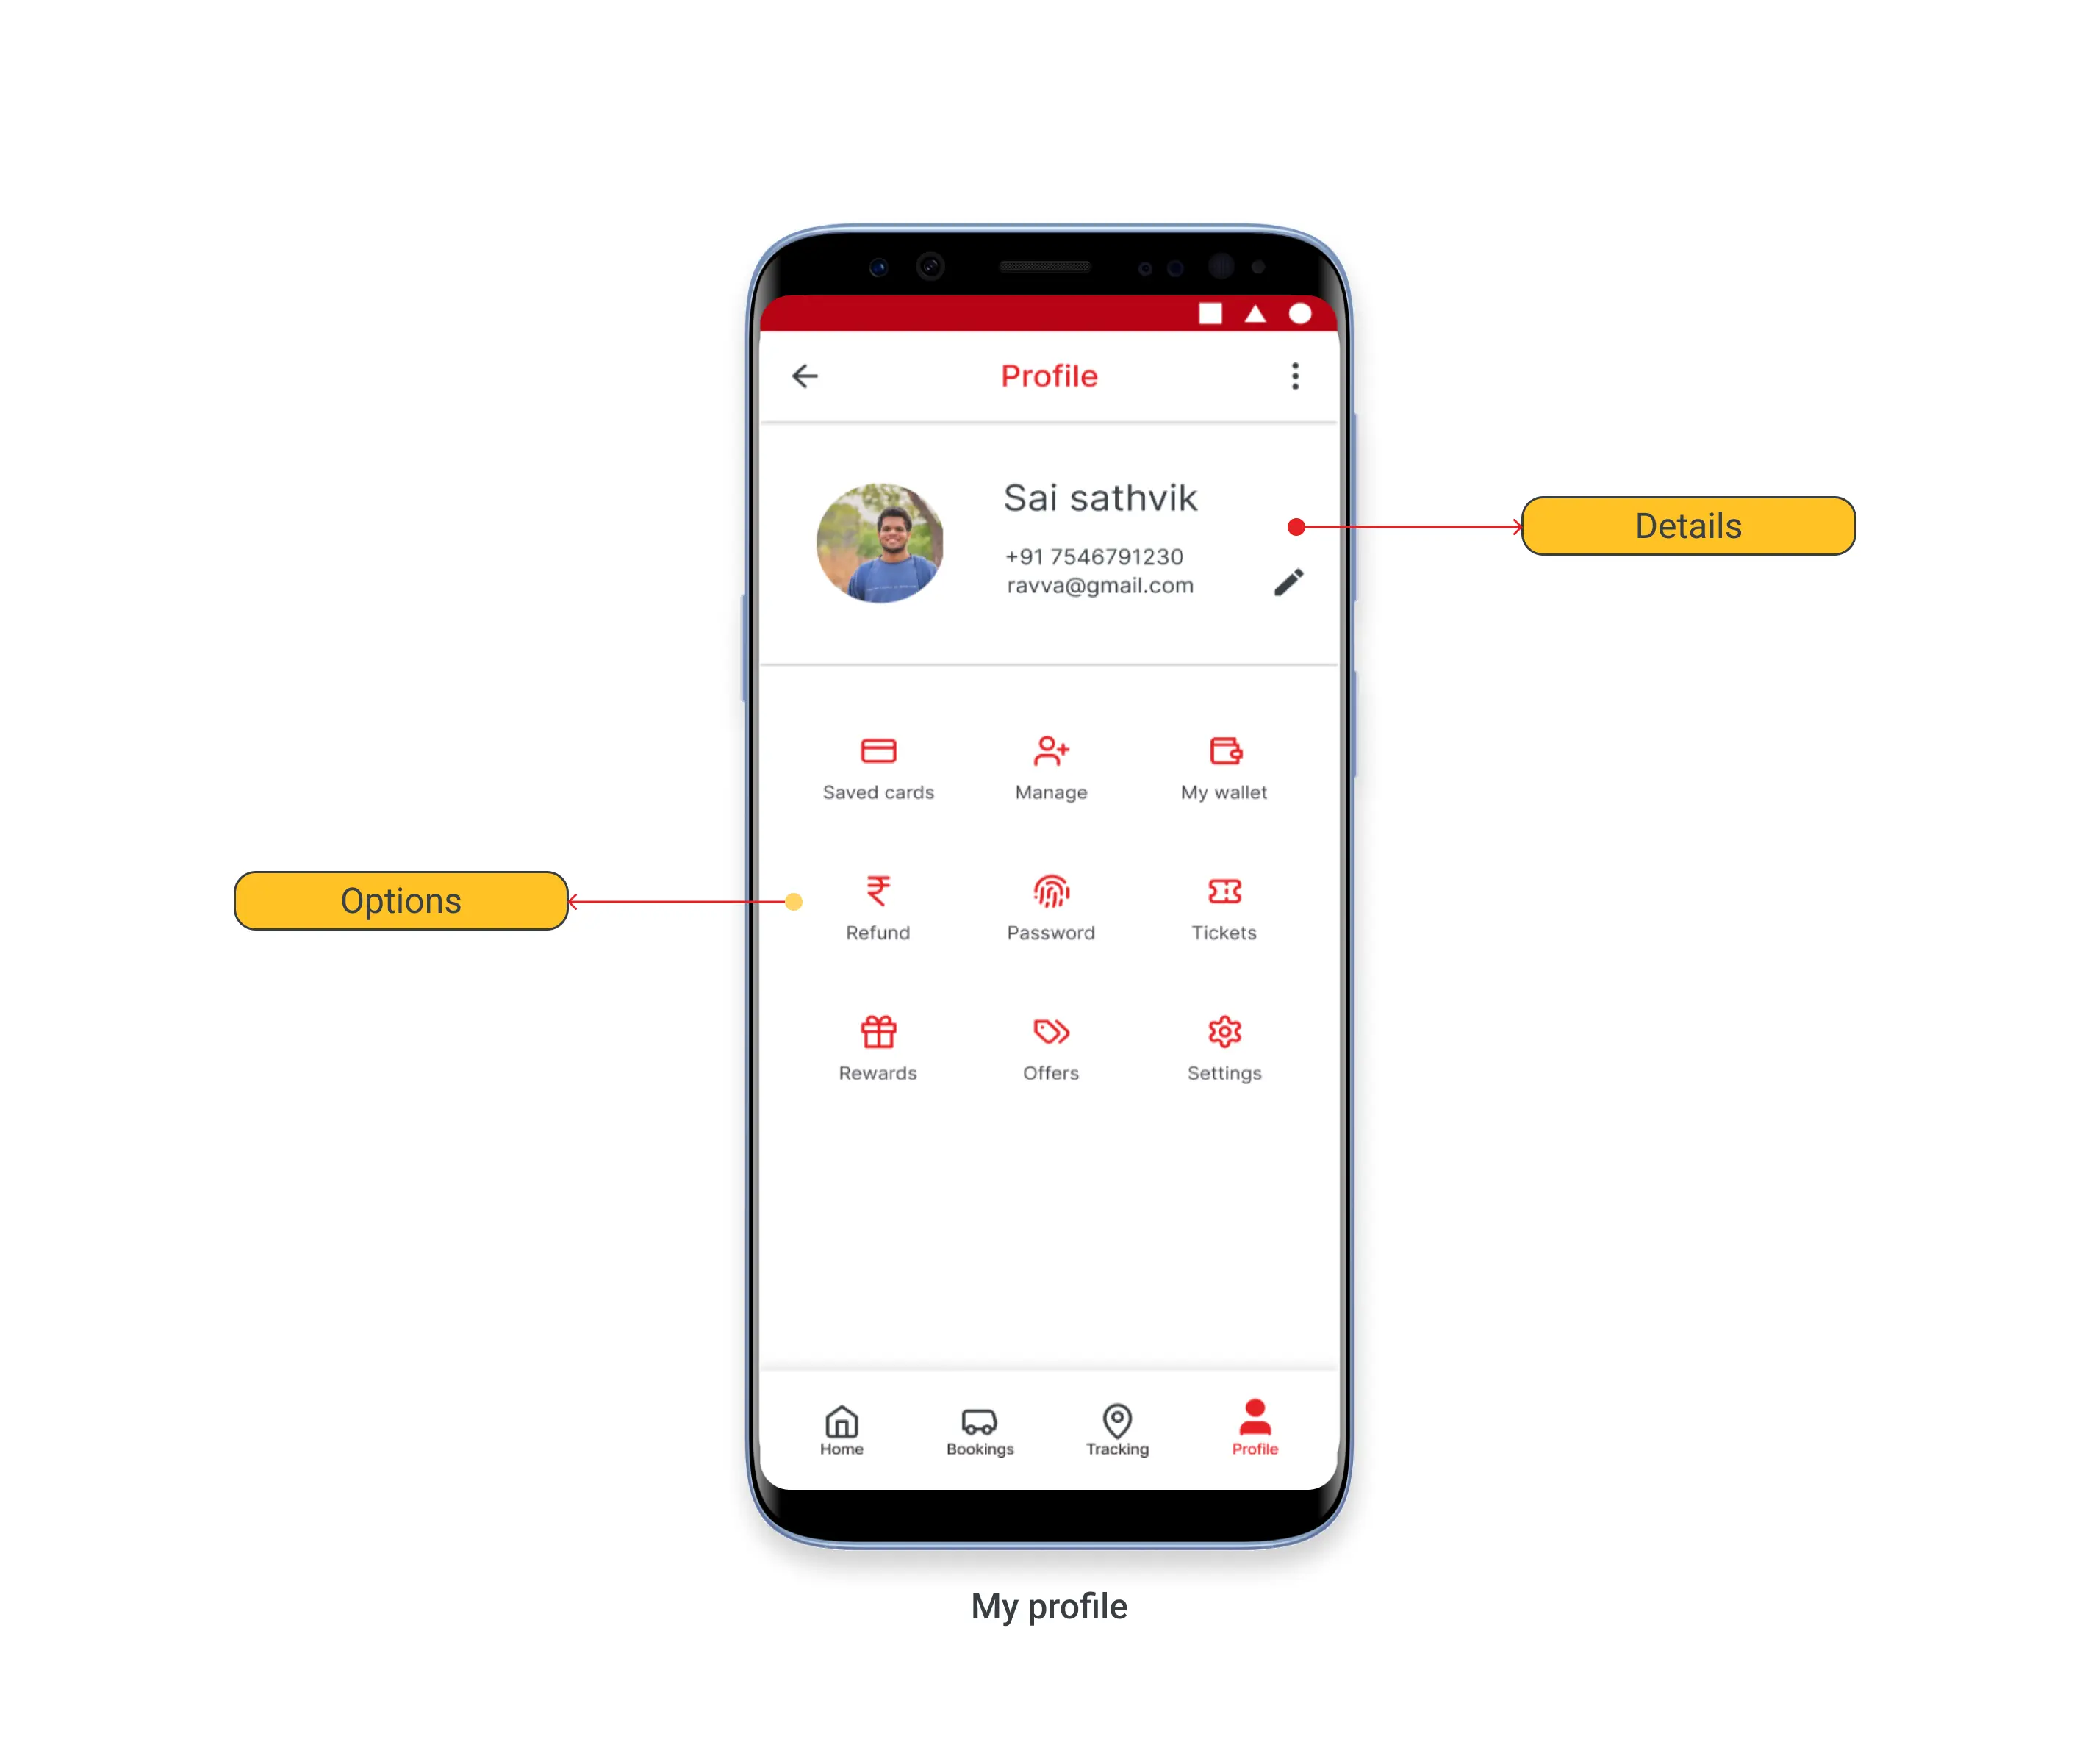 Profile
Sai sathvik
+91 7546791230
ravva@gmail.com
Details
Saved cards
Manage
My wallet
Options
Refund
Password
Tickets
Rewards
Offers
Settings
Home
Bookings
Tracking
Profile
My profile